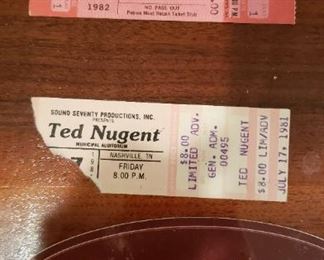 1982
NO PASS OUT
SOUND SEVENTY PRODUCTIONS, INC.
PRESENTS
Ted Nugent
MUNICIPAL AUDITORIUM
NASHVILLE, TN
FRIDAY
8:00 P.M.
$8.00
LIMITED ADV.
GEN. ADM.
00495
TED NUGENT
$8.00 LIM/ADV
JULY 17, 1981